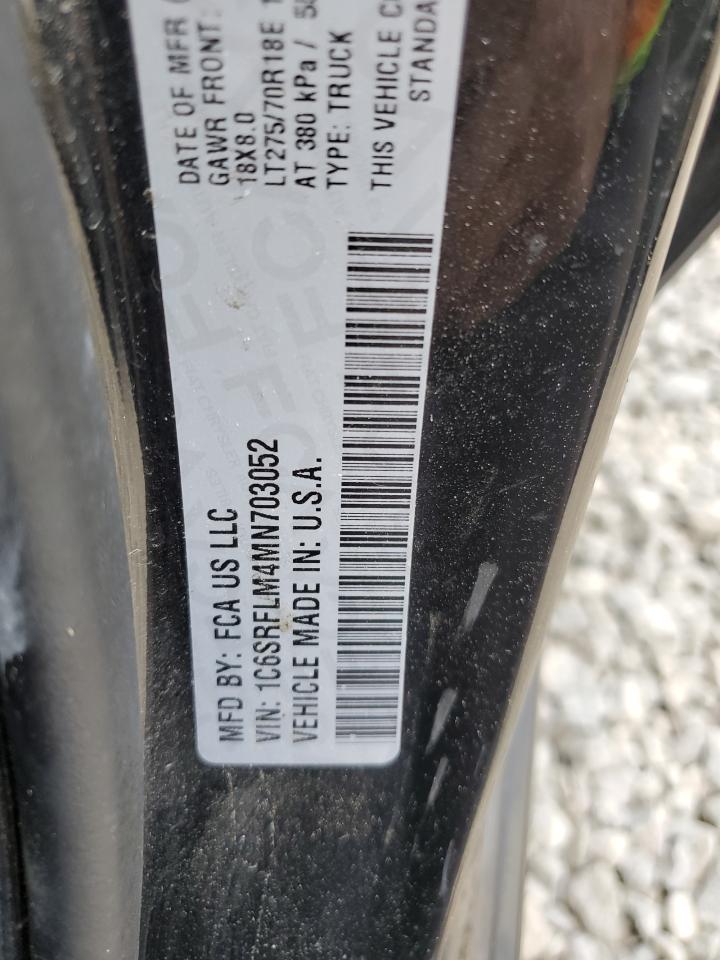 MFD BY: FCA US LLC
DATE OF MFR
VIN: 1C6SRFLM4MN703052
GAWR FRONT:
VEHICLE MADE IN: U.S.A.
18X8.0
LT275/70R18E
AT 380 kPa /
TYPE: TRUCK
THIS VEHICLE
STANDA